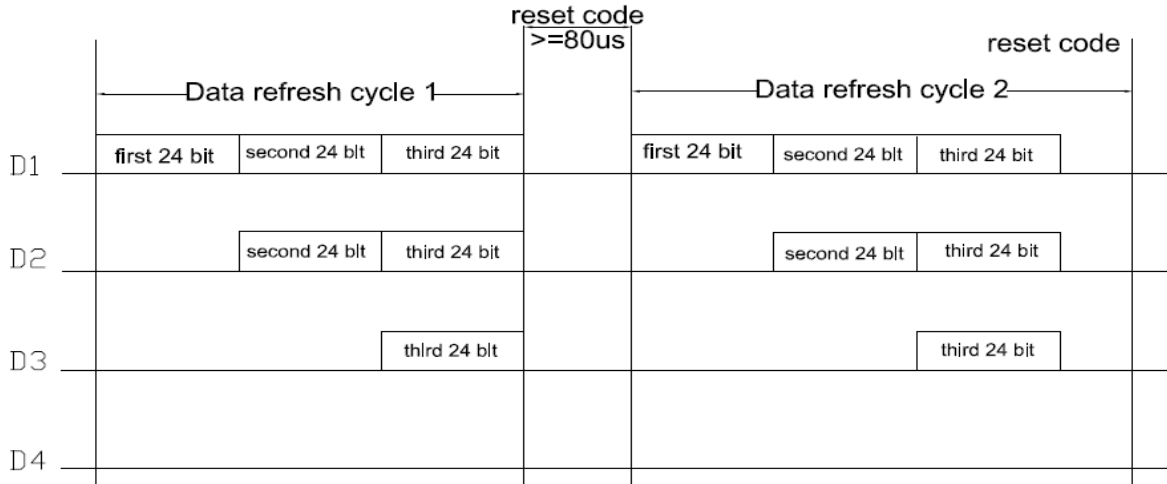 reset code
>=80us
reset code
Data refresh cycle 1
Data refresh cycle 2
D1 first 24 bit second 24 blt third 24 bit first 24 bit second 24 blt third 24 bit
D2 second 24 blt third 24 bit second 24 blt third 24 bit
D3 thlrd 24 blt third 24 bit
D4